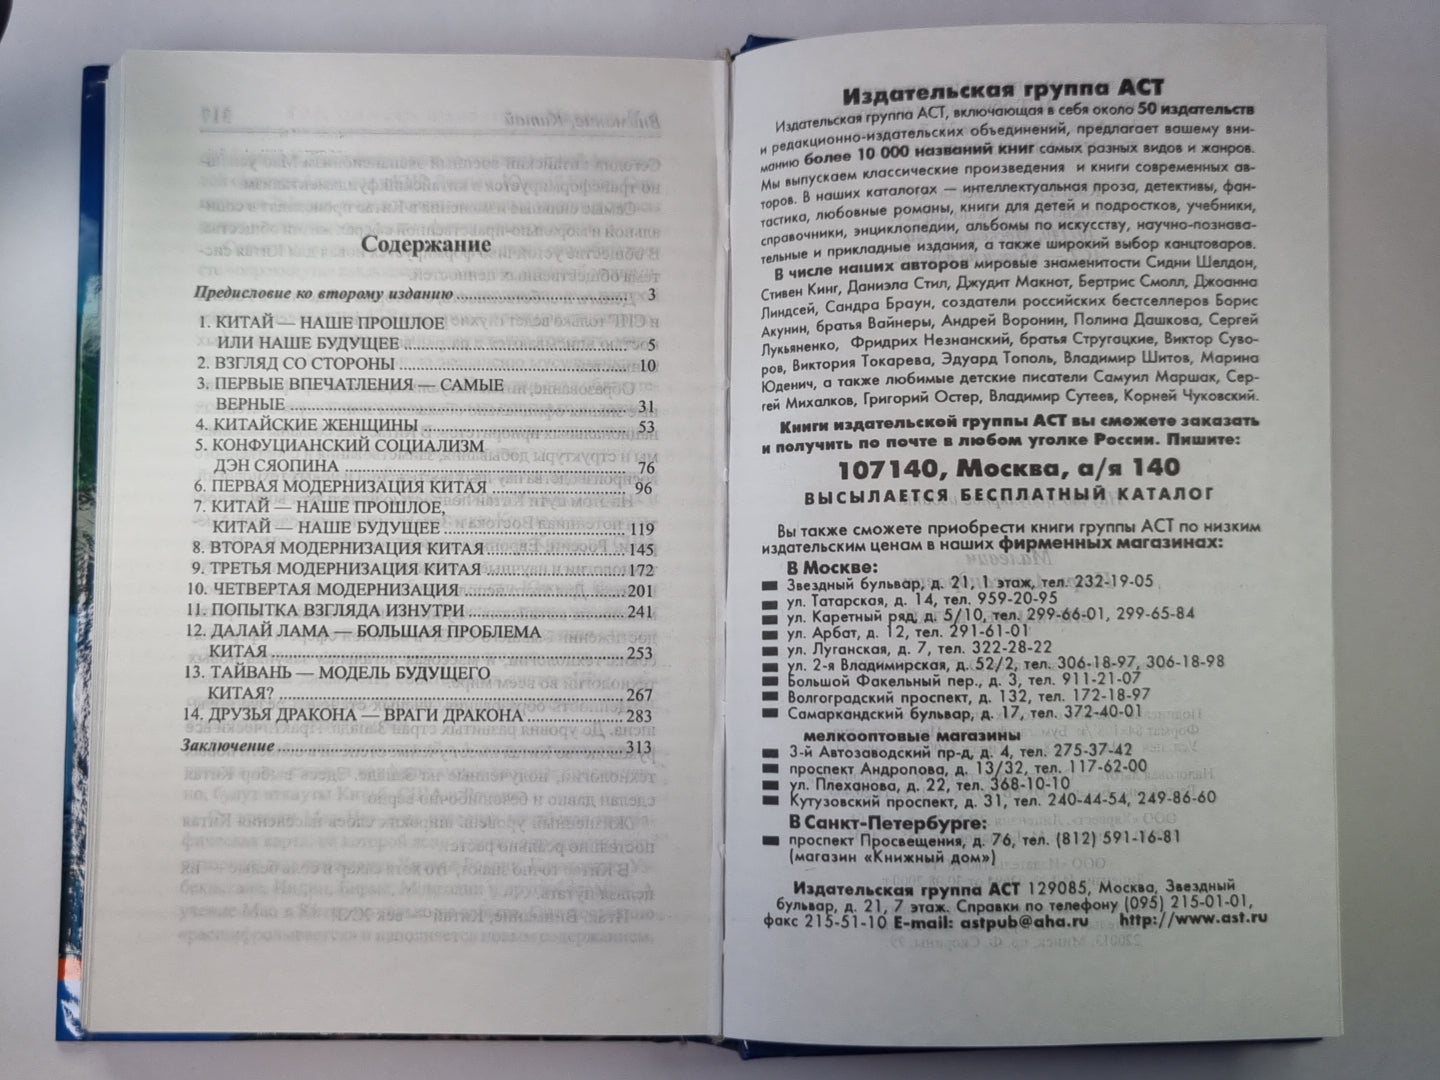 Содержание
Предисловие ко второму изданию ... 3
1. КИТАЙ — НАШЕ ПРОШЛОЕ
ИЛИ НАШЕ БУДУЩЕЕ ... 5
2. ВЗГЛЯД СО СТОРОНЫ ... 10
3. ПЕРВЫЕ ВПЕЧАТЛЕНИЯ — САМЫЕ
ВЕРНЫЕ ... 31
4. КИТАЙСКИЕ ЖЕНЩИНЫ ... 53
5. КОНФУЦИАНСКИЙ СОЦИАЛИЗМ
ДЭН СЯОПИНА ... 76
6. ПЕРВАЯ МОДЕРНИЗАЦИЯ КИТАЯ ... 96
7. КИТАЙ — НАШЕ ПРОШЛОЕ,
КИТАЙ — НАШЕ БУДУЩЕЕ ... 119
8. ВТОРАЯ МОДЕРНИЗАЦИЯ КИТАЯ ... 145
9. ТРЕТЬЯ МОДЕРНИЗАЦИЯ КИТАЯ ... 172
10. ЧЕТВЕРТАЯ МОДЕРНИЗАЦИЯ ... 201
11. ПОПЫТКА ВЗГЛЯДА ИЗНУТРИ ... 241
12. ДАЛАЙ ЛАМА — БОЛЬШАЯ ПРОБЛЕМА
КИТАЯ ... 253
13. ТАЙВАНЬ — МОДЕЛЬ БУДУЩЕГО
КИТАЯ? ... 267
14. ДРУЗЬЯ ДРАКОНА — ВРАГИ ДРАКОНА ... 283
Заключение ... 313
Издательская группа АСТ
Издательская группа АСТ, включающая в себя около 50 издательств
и редакционно-издательских объединений, предлагает вашему вни-
манию более 10 000 названий книг самых разных видов и жанров.
Мы выпускаем классические произведения и книги современных ав-
торов. В наших каталогах — интеллектуальная проза, детективы, фан-
тастика, любовные романы, книги для детей и подростков, учебники,
справочники, энциклопедии, альбомы по искусству, научно-познава-
тельные и прикладные издания, а также широкий выбор канцтоваров.
В числе наших авторов мировые знаменитости Сидни Шелдон,
Стивен Кинг, Даниэла Стил, Джудит Макнот, Бертрис Смолл, Джоанна
Линдсей, Сандра Браун, создатели российских бестселлеров Борис
Акунин, братья Вайнеры, Андрей Воронин, Полина Дашкова, Сергей
Лукьяненко, Фридрих Незнанский, братья Стругацкие, Виктор Суво-
ров, Виктория Токарева, Эдуард Тополь, Владимир Шитов, Марина
Юденич, а также любимые детские писатели Самуил Маршак, Сер-
гей Михалков, Григорий Остер, Владимир Сутеев, Корней Чуковский.
Книги издательской группы АСТ вы сможете заказать
и получить по почте в любом уголке России. Пишите:
107140, Москва, а/я 140
ВЫСЫЛАЕТСЯ БЕСПЛАТНЫЙ КАТАЛОГ
Вы также сможете приобрести книги группы АСТ по низким
издательским ценам в наших фирменных магазинах:
В Москве:
Звездный бульвар, д. 21, 1 этаж, тел. 232-19-05
ул. Татарская, д. 14, тел. 959-20-95
ул. Каретный ряд, д. 5/10, тел. 299-66-01, 299-65-84
ул. Арбат, д. 12, тел. 291-61-01
ул. Луганская, д. 7, тел. 322-28-22
ул. 2-я Владимирская, д. 52/2, тел. 306-18-97, 306-18-98
Большой Факельный пер., д. 3, тел. 911-21-07
Волгоградский проспект, д. 132, тел. 172-18-97
Самаркандский бульвар, д. 17, тел. 372-40-01
мелкооптовые магазины
3-й Автозаводский пр-д, д. 4, тел. 275-37-42
проспект Андропова, д. 13/32, тел. 117-62-00
ул. Плеханова, д. 22, тел. 368-10-10
Кутузовский проспект, д. 31, тел. 240-44-54, 249-86-60
В Санкт-Петербурге:
проспект Просвещения, д. 76, тел. (812) 591-16-81
(магазин «Книжный дом»)
Издательская группа АСТ 129085, Москва, Звездный
бульвар, д. 21, 7 этаж. Справки по телефону (095) 215-01-01,
факс 215-51-10 E-mail: astpub@aha.ru http://www.ast.ru